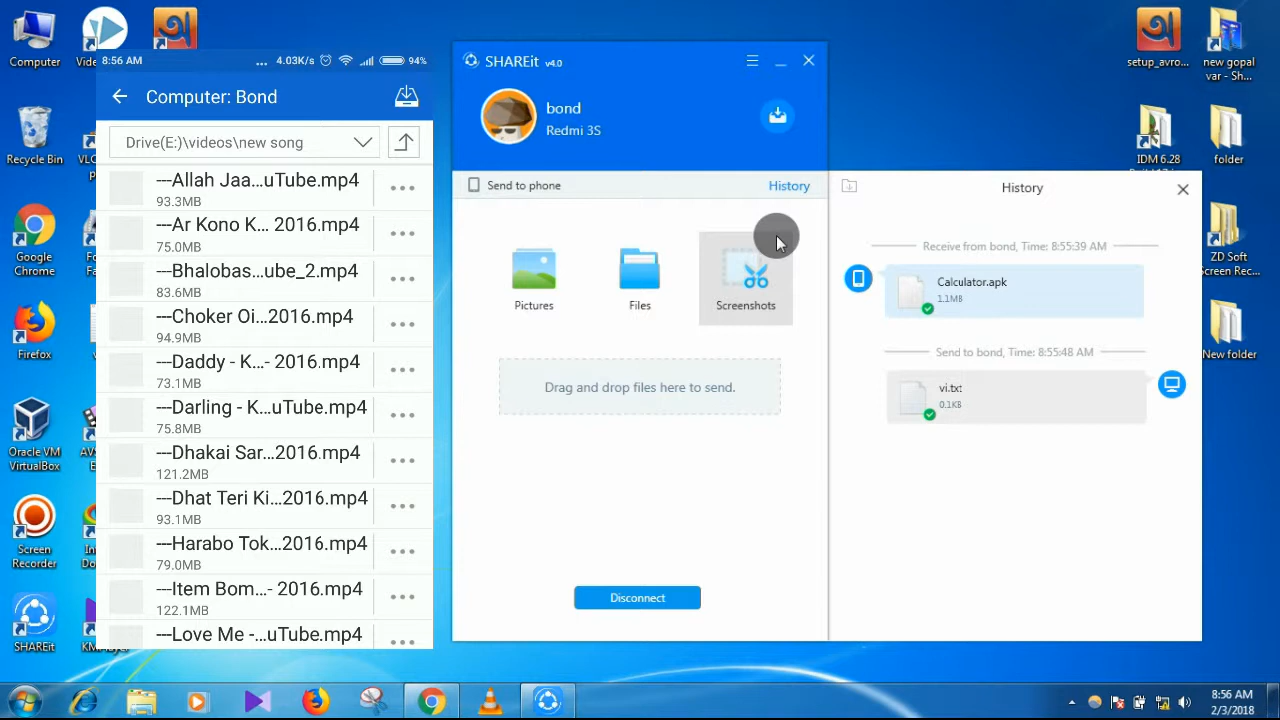 Computer
Vide
8:56 AM
... 4.03K/s
94%
Computer: Bond
Drive(E:)\videos\new song
---Allah Jaa...uTube.mp4
93.3MB
---Ar Kono K... 2016.mp4
75.0MB
---Bhalobas...ube_2.mp4
83.6MB
---Choker Oi...2016.mp4
94.9MB
---Daddy - K...- 2016.mp4
73.1MB
---Darling - K...uTube.mp4
75.8MB
---Dhakai Sar...2016.mp4
121.2MB
---Dhat Teri Ki...2016.mp4
93.1MB
---Harabo Tok...2016.mp4
79.0MB
---Item Bom...- 2016.mp4
122.1MB
---Love Me -...uTube.mp4
Recycle Bin
VLC
p
Google
Chrome
Firefox
Oracle VM
VirtualBox
Screen
Recorder
SHAREit
KMPlayer
SHAREit v4.0
bond
Redmi 3S
Send to phone
History
Pictures
Files
Screenshots
Drag and drop files here to send.
Disconnect
History
Receive from bond, Time: 8:55:39 AM
Calculator.apk
1.1MB
Send to bond, Time: 8:55:48 AM
vi.txt
0.1KB
setup_avro...
new gopal
var - Sh...
IDM 6.28
folder
ZD Soft
Screen Rec...
New folder
8:56 AM
2/3/2018